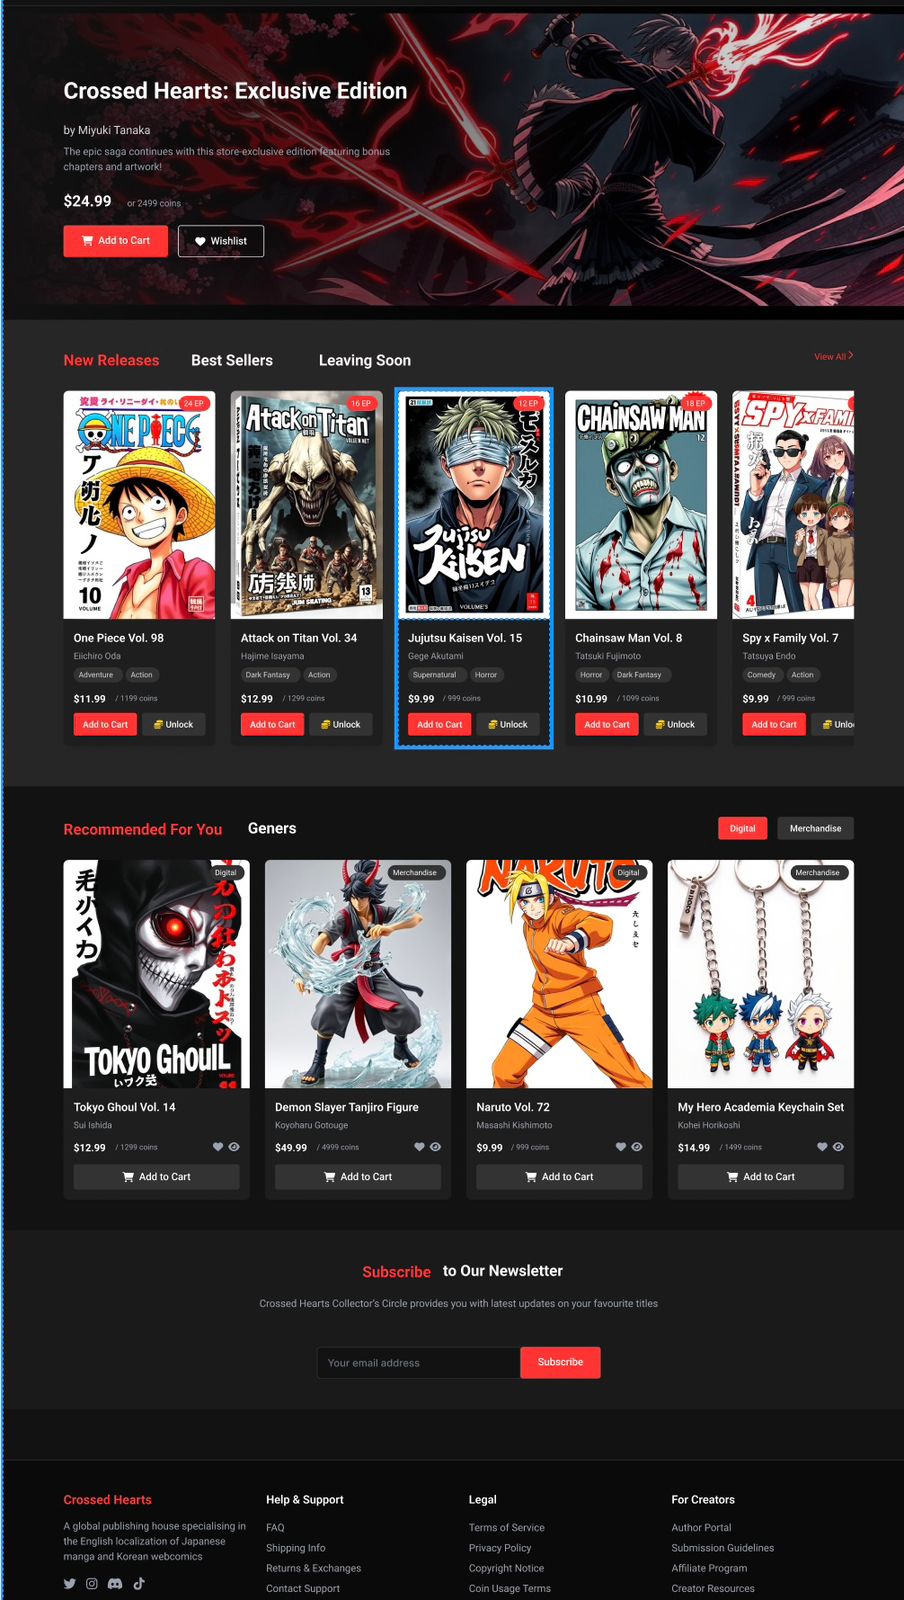 Crossed Hearts: Exclusive Edition
by Miyuki Tanaka
The epic saga continues with this store-exclusive edition featuring bonus
chapters and artwork!
$24.99 or 2499 coins
Add to Cart Wishlist
New Releases Best Sellers Leaving Soon View All
24 EP
ONE PIECE
10
VOLUME
16 EP
Atack on Titan
13
12 EP
21
Jujisu
KaiSEN
VOLUME'S
18 EP
CHAiNSAW MAN
12
SPY x FAMI
4
One Piece Vol. 98
Eiichiro Oda
Adventure Action
$11.99 / 1199 coins
Add to Cart Unlock
Attack on Titan Vol. 34
Hajime Isayama
Dark Fantasy Action
$12.99 / 1299 coins
Add to Cart Unlock
Jujutsu Kaisen Vol. 15
Gege Akutami
Supernatural Horror
$9.99 / 999 coins
Add to Cart Unlock
Chainsaw Man Vol. 8
Tatsuki Fujimoto
Horror Dark Fantasy
$10.99 / 1099 coins
Add to Cart Unlock
Spy x Family Vol. 7
Tatsuya Endo
Comedy Action
$9.99 / 999 coins
Add to Cart Unloc
Recommended For You Geners Digital Merchandise
Digital
TOKYO GHOUIL
Merchandise
NARUTO
Digital
Merchandise
Tokyo Ghoul Vol. 14
Sui Ishida
$12.99 / 1299 coins
Add to Cart
Demon Slayer Tanjiro Figure
Koyoharu Gotouge
$49.99 / 4999 coins
Add to Cart
Naruto Vol. 72
Masashi Kishimoto
$9.99 / 999 coins
Add to Cart
My Hero Academia Keychain Set
Kohei Horikoshi
$14.99 / 1499 coins
Add to Cart
Subscribe to Our Newsletter
Crossed Hearts Collector's Circle provides you with latest updates on your favourite titles
Your email address Subscribe
Crossed Hearts
A global publishing house specialising in
the English localization of Japanese
manga and Korean webcomics
Help & Support
FAQ
Shipping Info
Returns & Exchanges
Contact Support
Legal
Terms of Service
Privacy Policy
Copyright Notice
Coin Usage Terms
For Creators
Author Portal
Submission Guidelines
Affiliate Program
Creator Resources